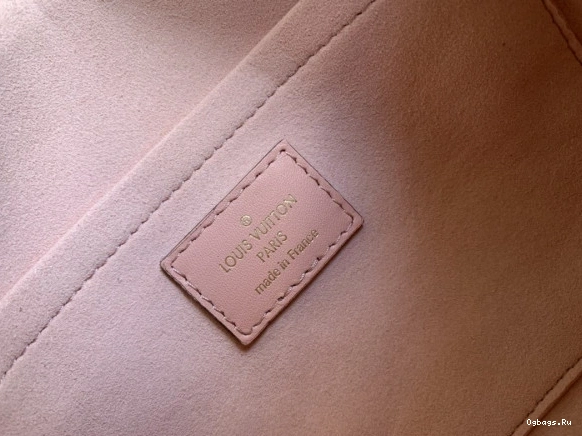 ®
LOUIS VUITTON
PARIS
made in France
Ogbags.Ru